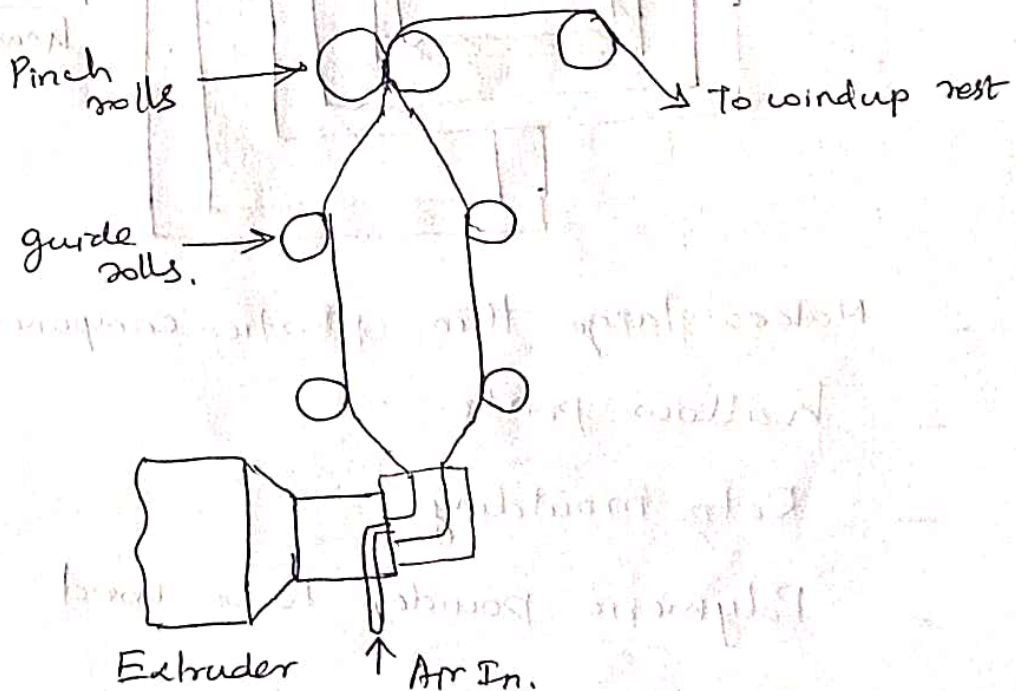 Pinch
rolls
To windup rest
guide
rolls.
Extruder
Air In.